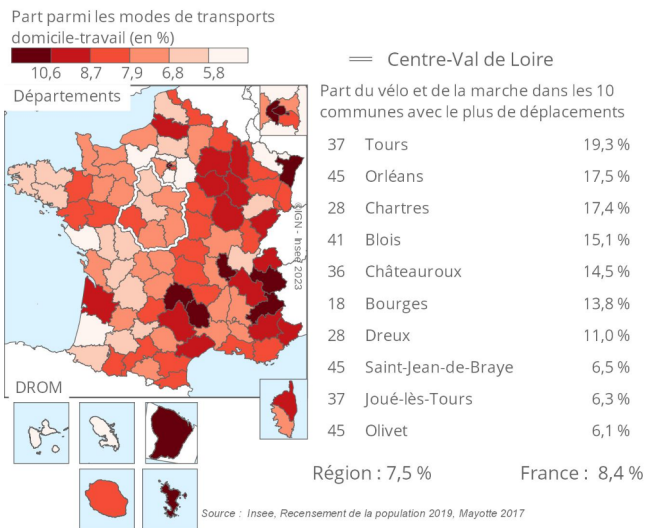 Part parmi les modes de transports
domicile-travail (en %)
10,6 8,7 7,9 6,8 5,8
Départements
©IGN - Insee 2023
DROM
Centre-Val de Loire
Part du vélo et de la marche dans les 10
communes avec le plus de déplacements
37 Tours 19,3 %
45 Orléans 17,5 %
28 Chartres 17,4 %
41 Blois 15,1 %
36 Châteauroux 14,5 %
18 Bourges 13,8 %
28 Dreux 11,0 %
45 Saint-Jean-de-Braye 6,5 %
37 Joué-lès-Tours 6,3 %
45 Olivet 6,1 %
Région : 7,5 % France : 8,4 %
Source : Insee, Recensement de la population 2019, Mayotte 2017